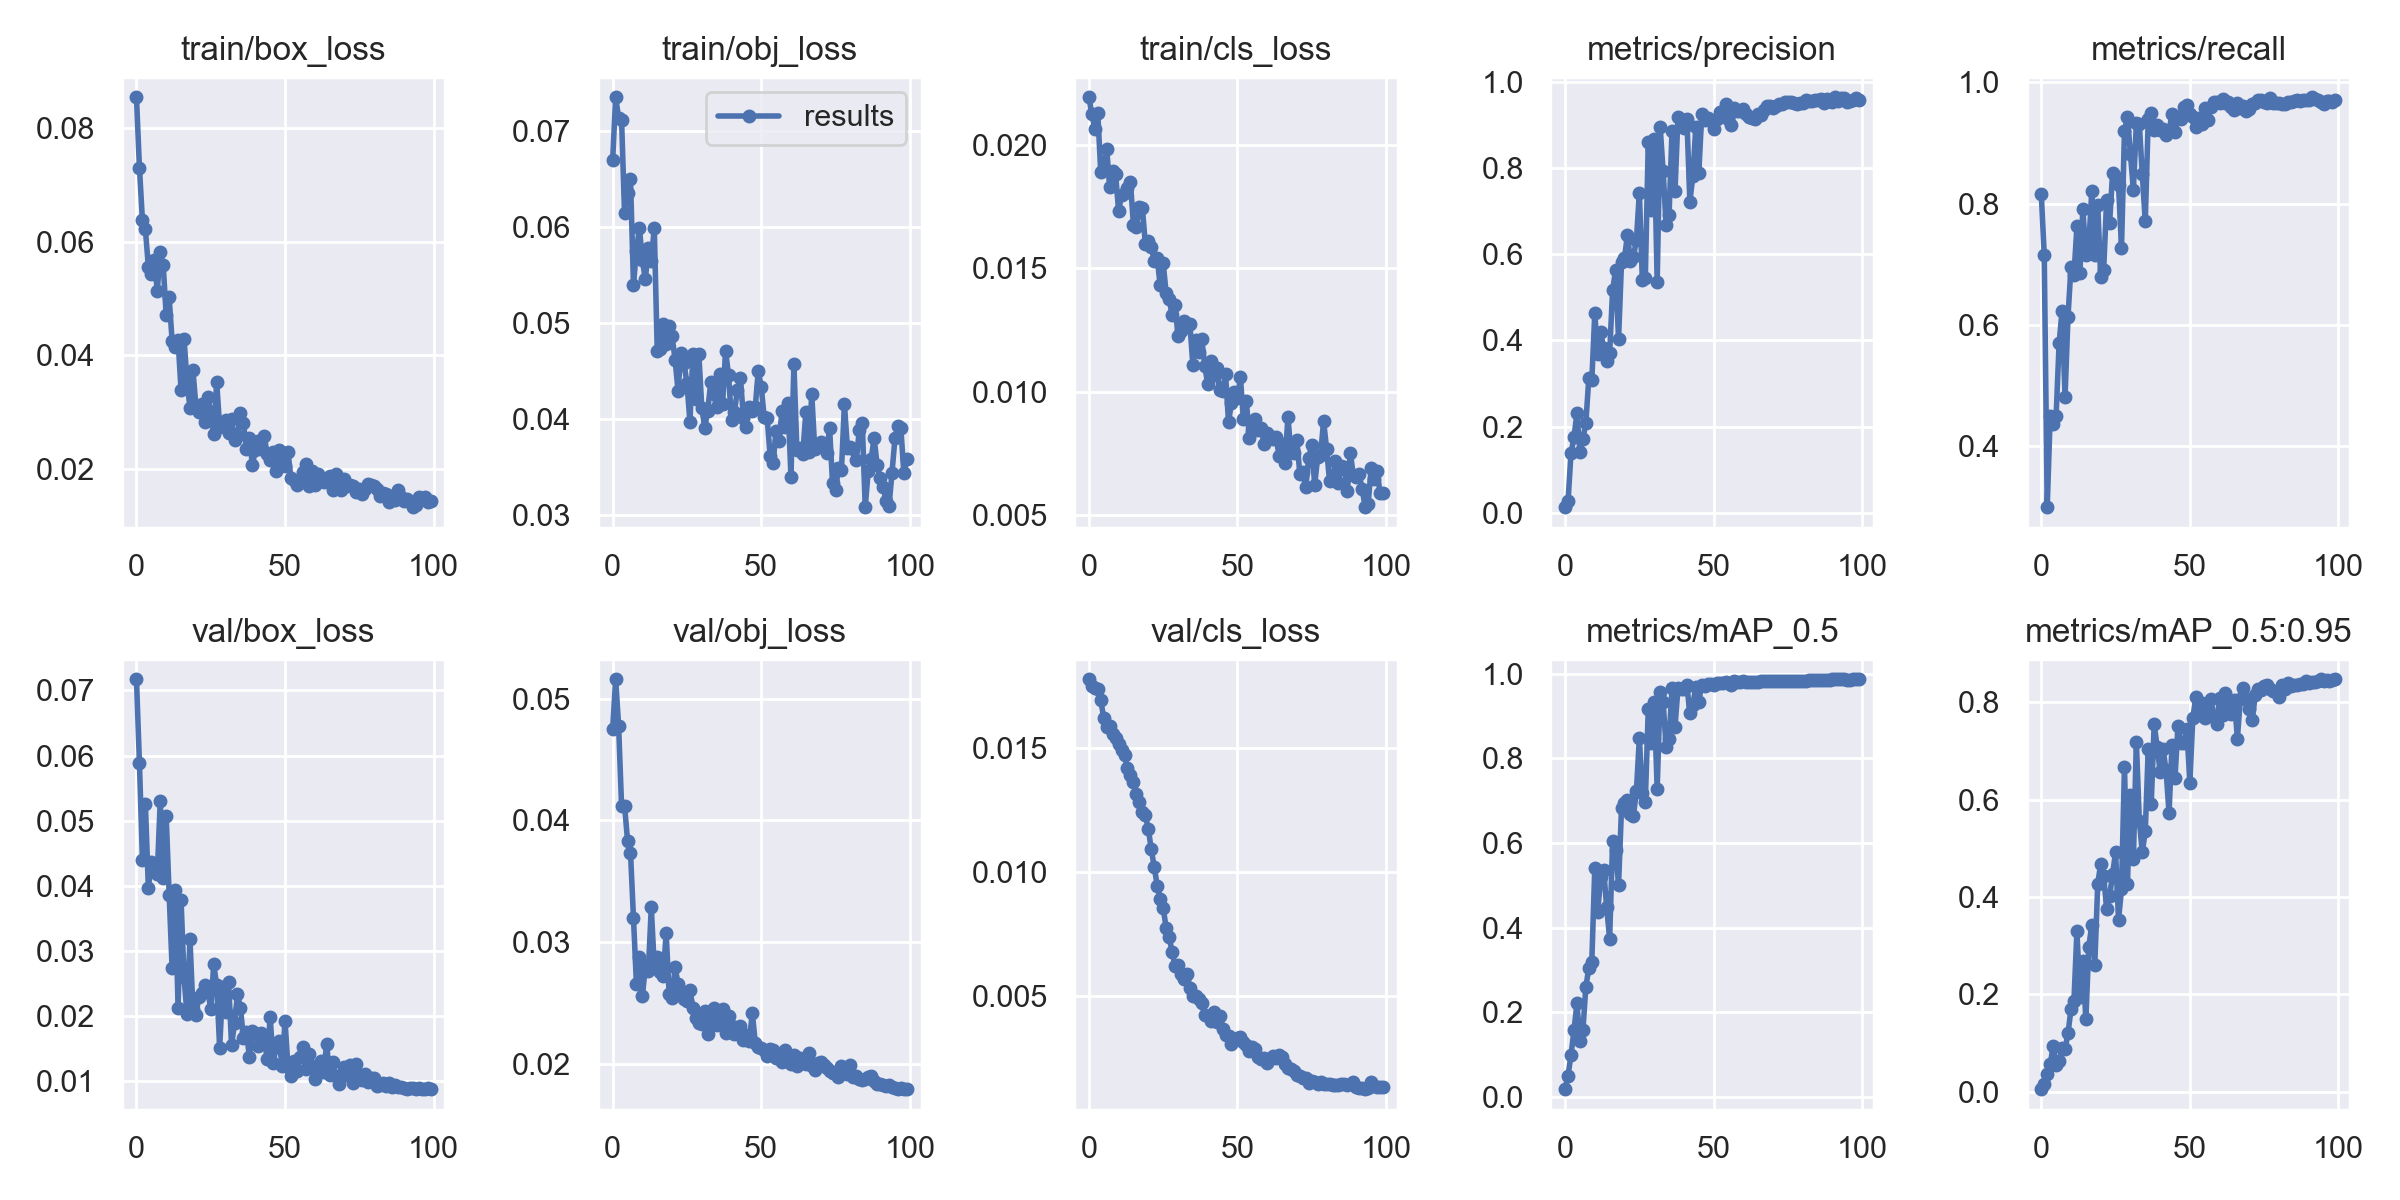 train/box_loss
0.08
0.06
0.04
0.02
0 50 100
train/obj_loss
results
0.07
0.06
0.05
0.04
0.03
0 50 100
train/cls_loss
0.020
0.015
0.010
0.005
0 50 100
metrics/precision
1.0
0.8
0.6
0.4
0.2
0.0
0 50 100
metrics/recall
1.0
0.8
0.6
0.4
0 50 100
val/box_loss
0.07
0.06
0.05
0.04
0.03
0.02
0.01
0 50 100
val/obj_loss
0.05
0.04
0.03
0.02
0 50 100
val/cls_loss
0.015
0.010
0.005
0 50 100
metrics/mAP_0.5
1.0
0.8
0.6
0.4
0.2
0.0
0 50 100
metrics/mAP_0.5:0.95
0.8
0.6
0.4
0.2
0.0
0 50 100